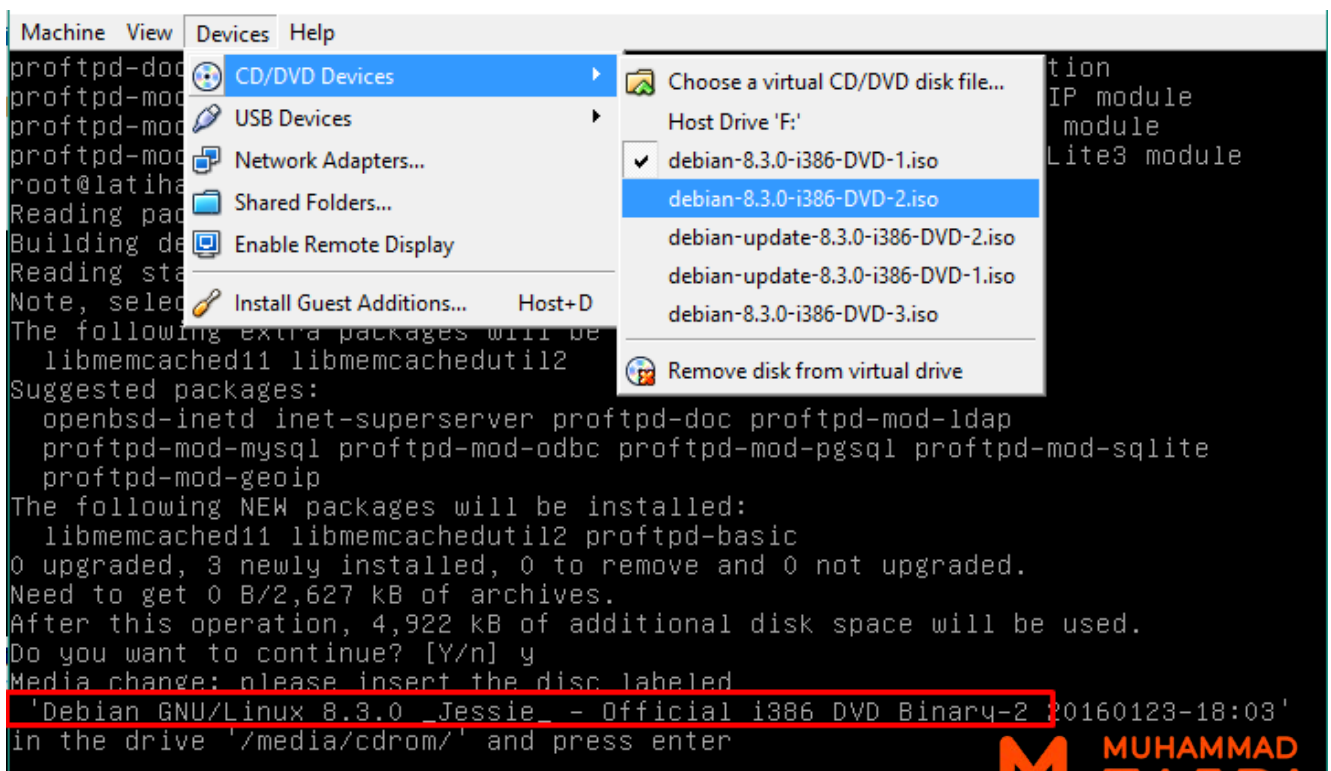 Machine View Devices Help
proftpd-doc
proftpd-mod
proftpd-mod
proftpd-mod
root@latiha
Reading pac
Building de
Reading sta
Note, selec
CD/DVD Devices
USB Devices
Network Adapters...
Shared Folders...
Enable Remote Display
Install Guest Additions... Host+D
Choose a virtual CD/DVD disk file...
Host Drive 'F:'
debian-8.3.0-i386-DVD-1.iso
debian-8.3.0-i386-DVD-2.iso
debian-update-8.3.0-i386-DVD-2.iso
debian-update-8.3.0-i386-DVD-1.iso
debian-8.3.0-i386-DVD-3.iso
Remove disk from virtual drive
tion
IP module
module
Lite3 module
The following extra packages will be
libmemcached11 libmemcachedutil2
Suggested packages:
openbsd-inetd inet-superserver proftpd-doc proftpd-mod-ldap
proftpd-mod-mysql proftpd-mod-odbc proftpd-mod-pgsql proftpd-mod-sqlite
proftpd-mod-geoip
The following NEW packages will be installed:
libmemcached11 libmemcachedutil2 proftpd-basic
0 upgraded, 3 newly installed, 0 to remove and 0 not upgraded.
Need to get 0 B/2,627 kB of archives.
After this operation, 4,922 kB of additional disk space will be used.
Do you want to continue? [Y/n] y
Media change: please insert the disc labeled
'Debian GNU/Linux 8.3.0 _Jessie_ - Official i386 DVD Binary-2 20160123-18:03'
in the drive '/media/cdrom/' and press enter
MUHAMMAD